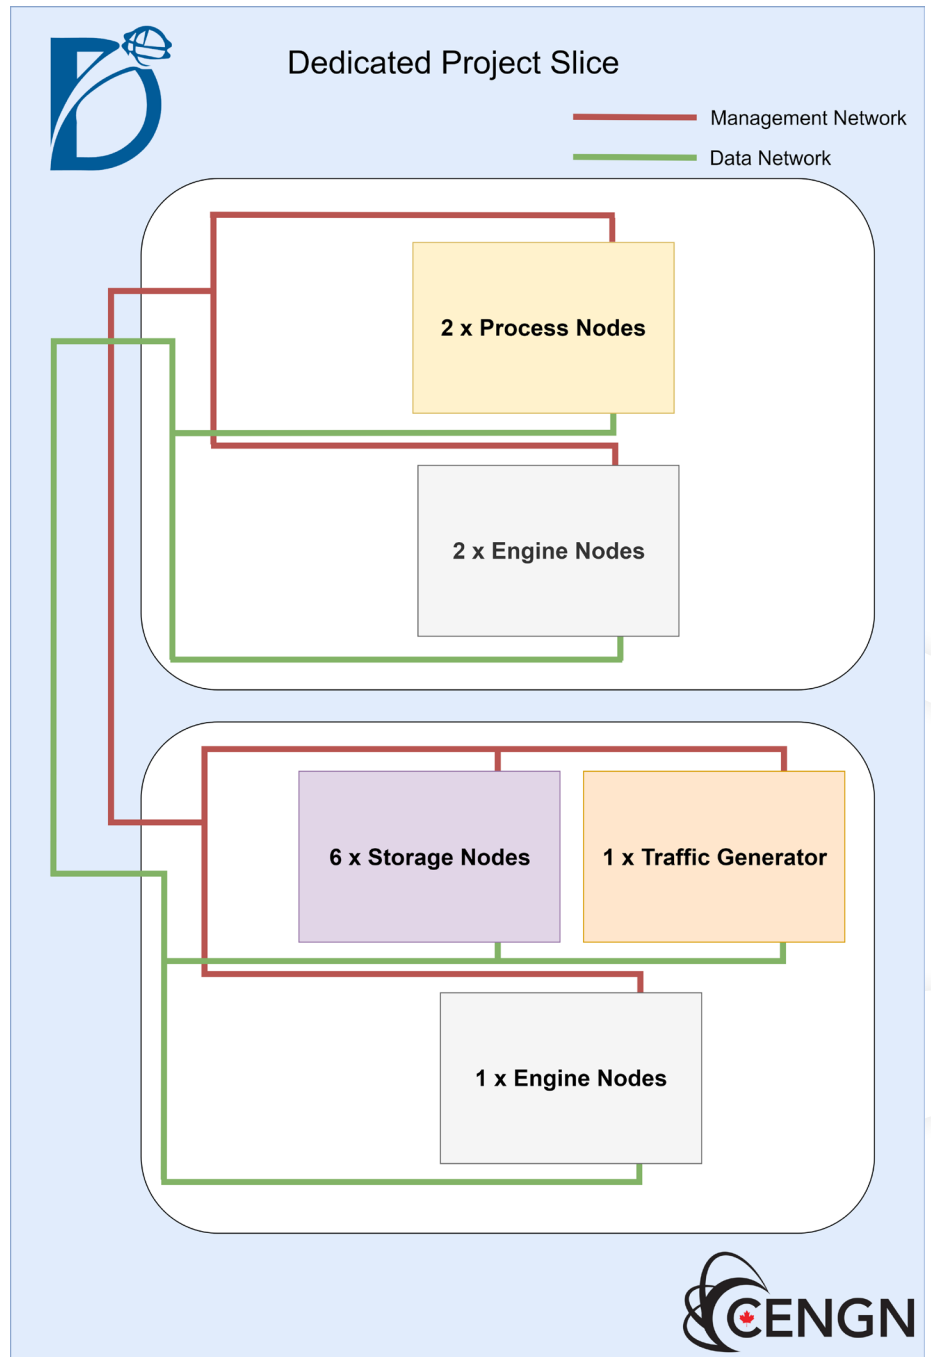 Dedicated Project Slice
Management Network
Data Network
2 x Process Nodes
2 x Engine Nodes
6 x Storage Nodes
1 x Traffic Generator
1 x Engine Nodes
CENGN